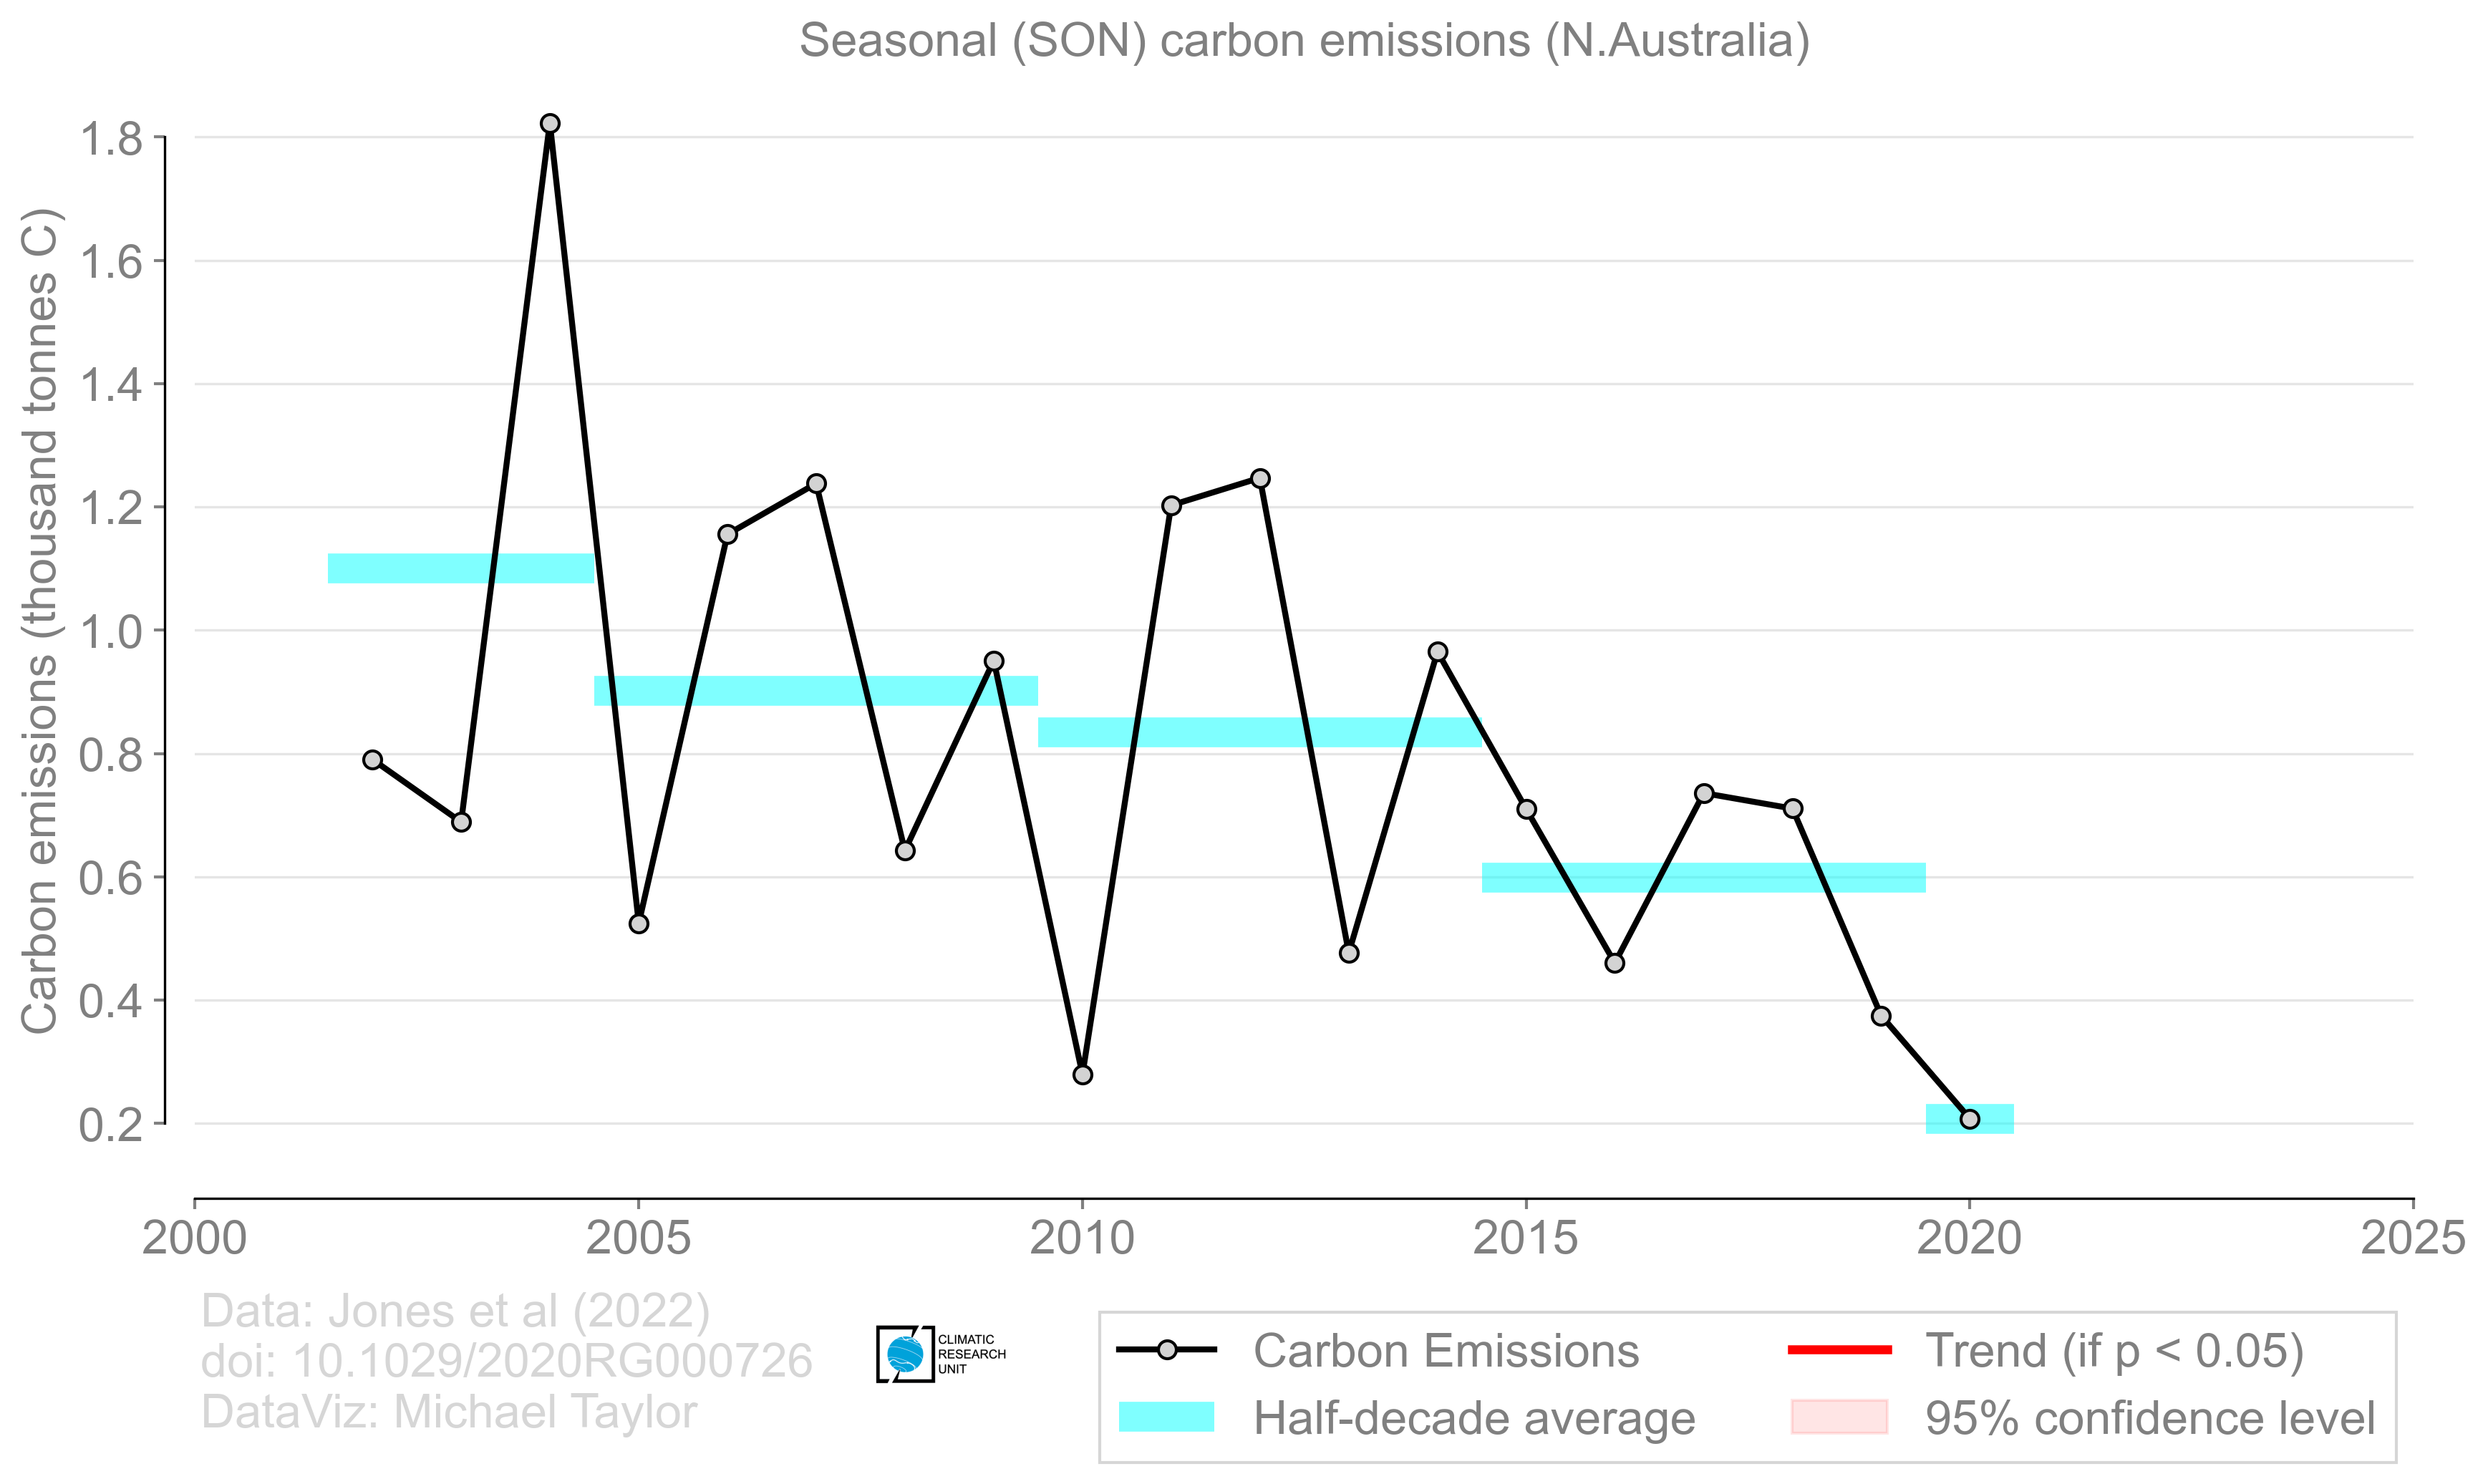 Seasonal (SON) carbon emissions (N.Australia)
Carbon emissions (thousand tonnes C)
1.8
1.6
1.4
1.2
1.0
0.8
0.6
0.4
0.2
2000 2005 2010 2015 2020 2025
Data: Jones et al (2022)
doi: 10.1029/2020RG000726
DataViz: Michael Taylor
CLIMATIC
RESEARCH
UNIT
Carbon Emissions
Half-decade average
Trend (if p < 0.05)
95% confidence level